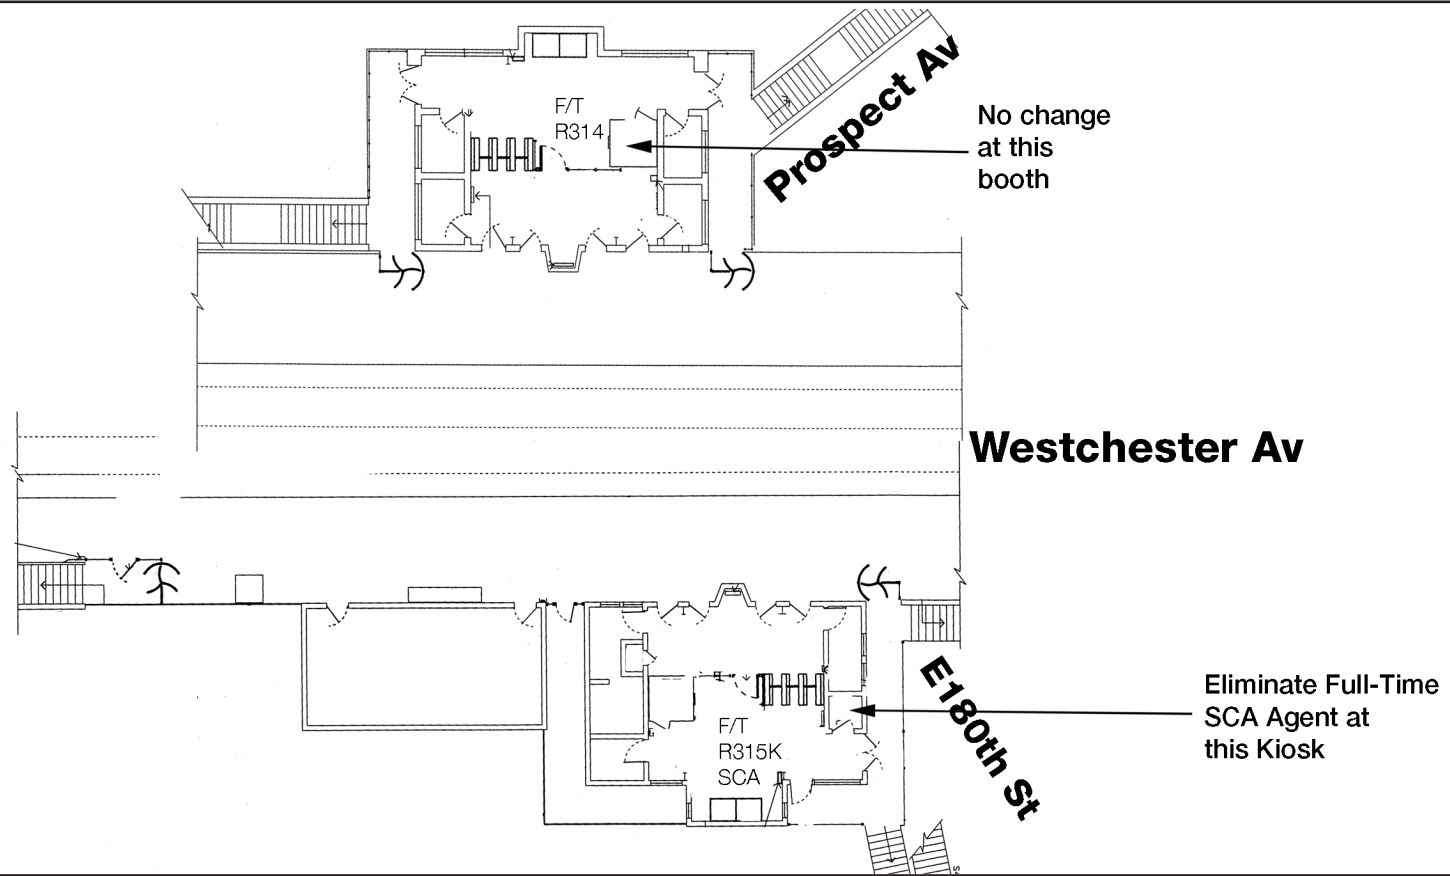 Prospect Av
F/T
R314
No change
at this
booth
Westchester Av
E180th St
Eliminate Full-Time
SCA Agent at
this Kiosk
F/T
R315K
SCA